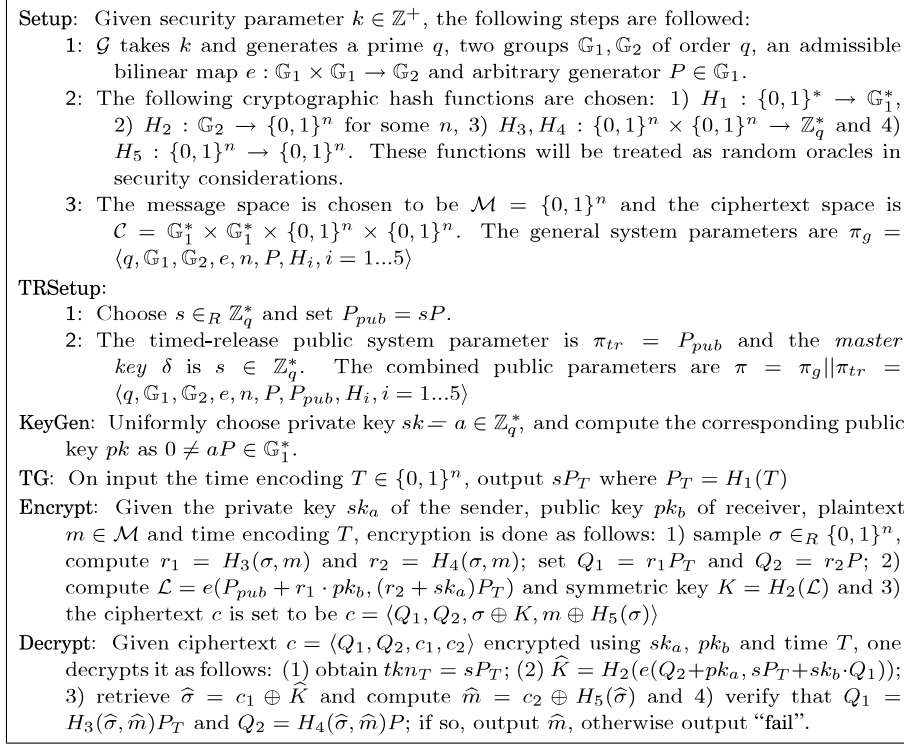 Setup: Given security parameter k ∈ ℤ⁺, the following steps are followed:
1: 𝒢 takes k and generates a prime q, two groups 𝔾₁, 𝔾₂ of order q, an admissible
bilinear map e : 𝔾₁ × 𝔾₁ → 𝔾₂ and arbitrary generator P ∈ 𝔾₁.
2: The following cryptographic hash functions are chosen: 1) H₁ : {0, 1}* → 𝔾₁*,
2) H₂ : 𝔾₂ → {0, 1}ⁿ for some n, 3) H₃, H₄ : {0, 1}ⁿ × {0, 1}ⁿ → ℤ_q* and 4)
H₅ : {0, 1}ⁿ → {0, 1}ⁿ. These functions will be treated as random oracles in
security considerations.
3: The message space is chosen to be ℳ = {0, 1}ⁿ and the ciphertext space is
𝒞 = 𝔾₁* × 𝔾₁* × {0, 1}ⁿ × {0, 1}ⁿ. The general system parameters are π_g =
⟨q, 𝔾₁, 𝔾₂, e, n, P, H_i, i = 1...5⟩
TRSetup:
1: Choose s ∈_R ℤ_q* and set P_pub = sP.
2: The timed-release public system parameter is π_tr = P_pub and the master
key δ is s ∈ ℤ_q*. The combined public parameters are π = π_g||π_tr =
⟨q, 𝔾₁, 𝔾₂, e, n, P, P_pub, H_i, i = 1...5⟩
KeyGen: Uniformly choose private key sk = a ∈ ℤ_q*, and compute the corresponding public
key pk as 0 ≠ aP ∈ 𝔾₁*.
TG: On input the time encoding T ∈ {0, 1}ⁿ, output sP_T where P_T = H₁(T)
Encrypt: Given the private key sk_a of the sender, public key pk_b of receiver, plaintext
m ∈ ℳ and time encoding T, encryption is done as follows: 1) sample σ ∈_R {0, 1}ⁿ,
compute r₁ = H₃(σ, m) and r₂ = H₄(σ, m); set Q₁ = r₁P_T and Q₂ = r₂P; 2)
compute ℒ = e(P_pub + r₁ · pk_b, (r₂ + sk_a)P_T) and symmetric key K = H₂(ℒ) and 3)
the ciphertext c is set to be c = ⟨Q₁, Q₂, σ ⊕ K, m ⊕ H₅(σ)⟩
Decrypt: Given ciphertext c = ⟨Q₁, Q₂, c₁, c₂⟩ encrypted using sk_a, pk_b and time T, one
decrypts it as follows: (1) obtain tkn_T = sP_T; (2) K̂ = H₂(e(Q₂+pk_a, sP_T+sk_b·Q₁));
3) retrieve σ̂ = c₁ ⊕ K̂ and compute m̂ = c₂ ⊕ H₅(σ̂) and 4) verify that Q₁ =
H₃(σ̂, m̂)P_T and Q₂ = H₄(σ̂, m̂)P; if so, output m̂, otherwise output “fail”.